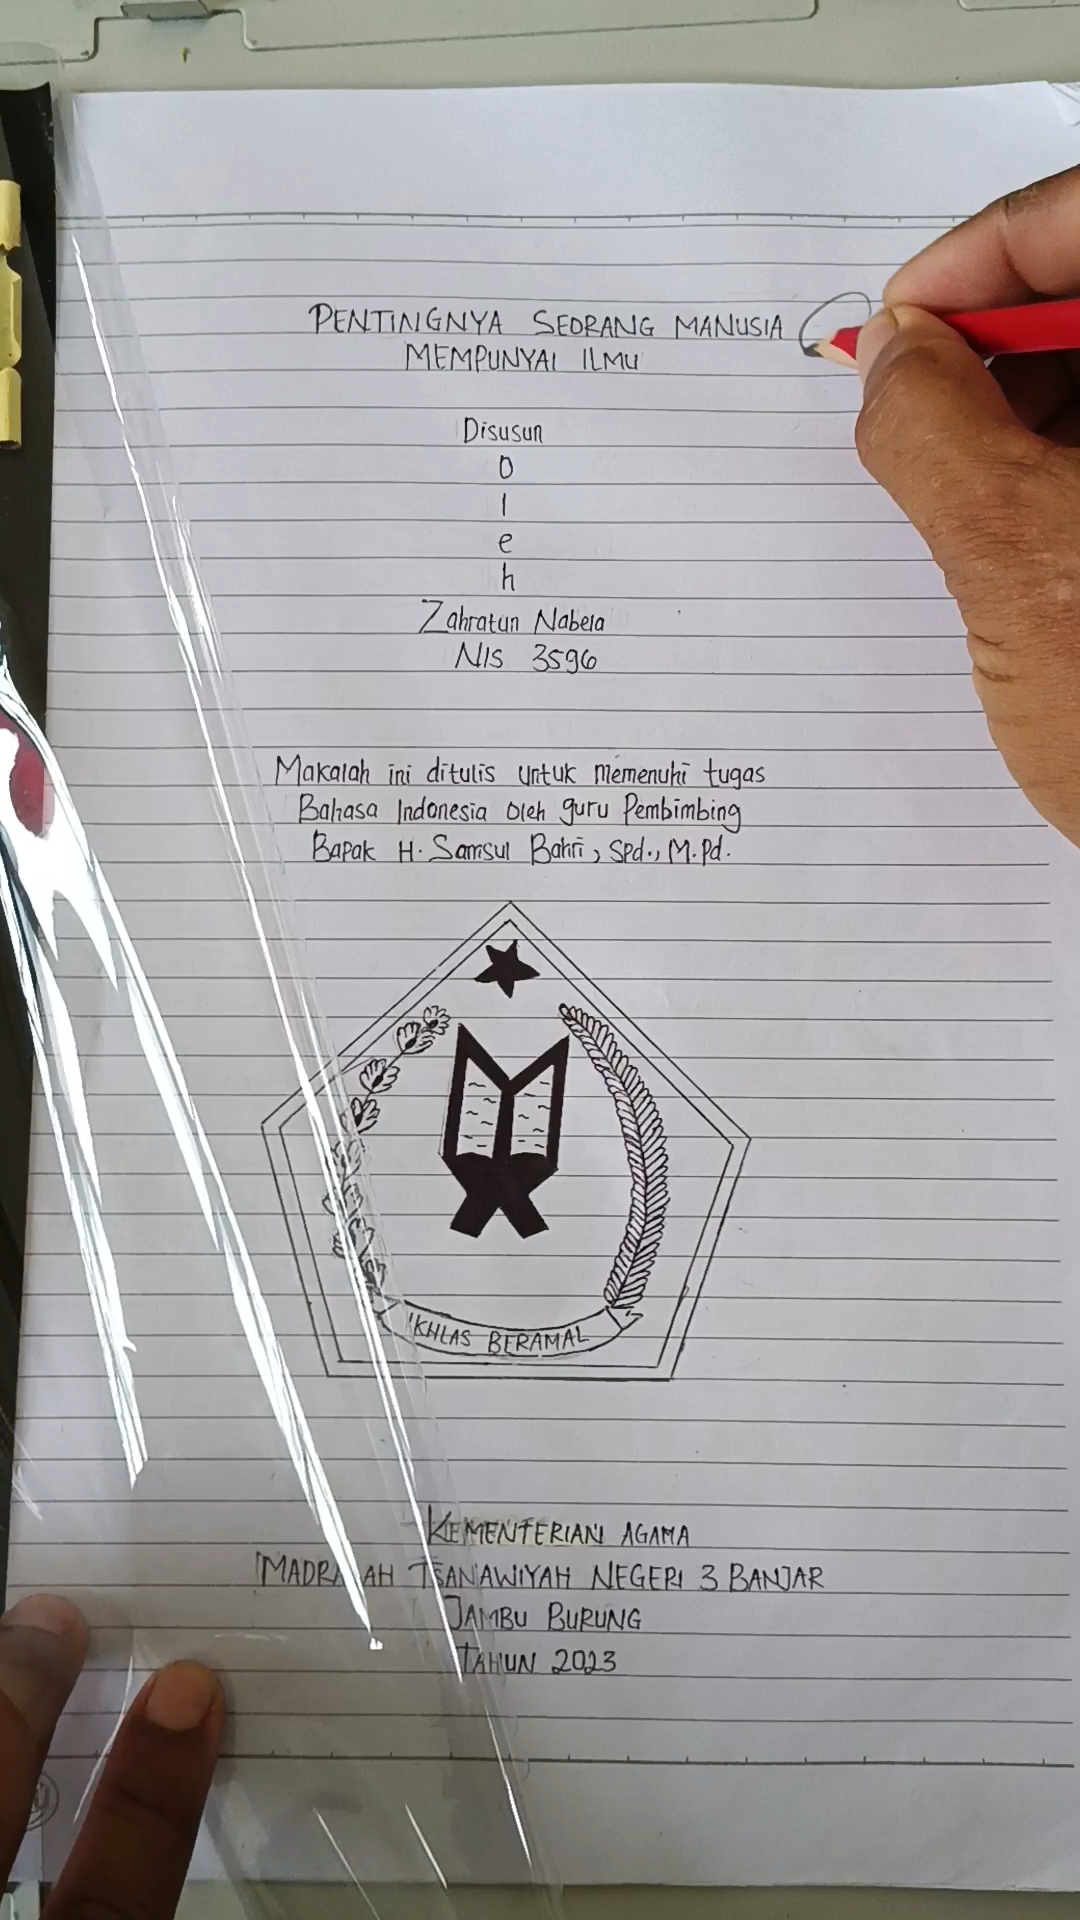 PENTINGNYA SEORANG MANUSIA
MEMPUNYAI ILMU
Disusun
O
l
e
h
Zahratun Nabela
NIS 3596
Makalah ini ditulis untuk memenuhi tugas
Bahasa Indonesia oleh guru Pembimbing
Bapak H. Samsul Bahri, Spd., M.Pd.
IKHLAS BERAMAL
KEMENTERIAN AGAMA
MADRASAH TSANAWIYAH NEGERI 3 BANJAR
JAMBU BURUNG
TAHUN 2023